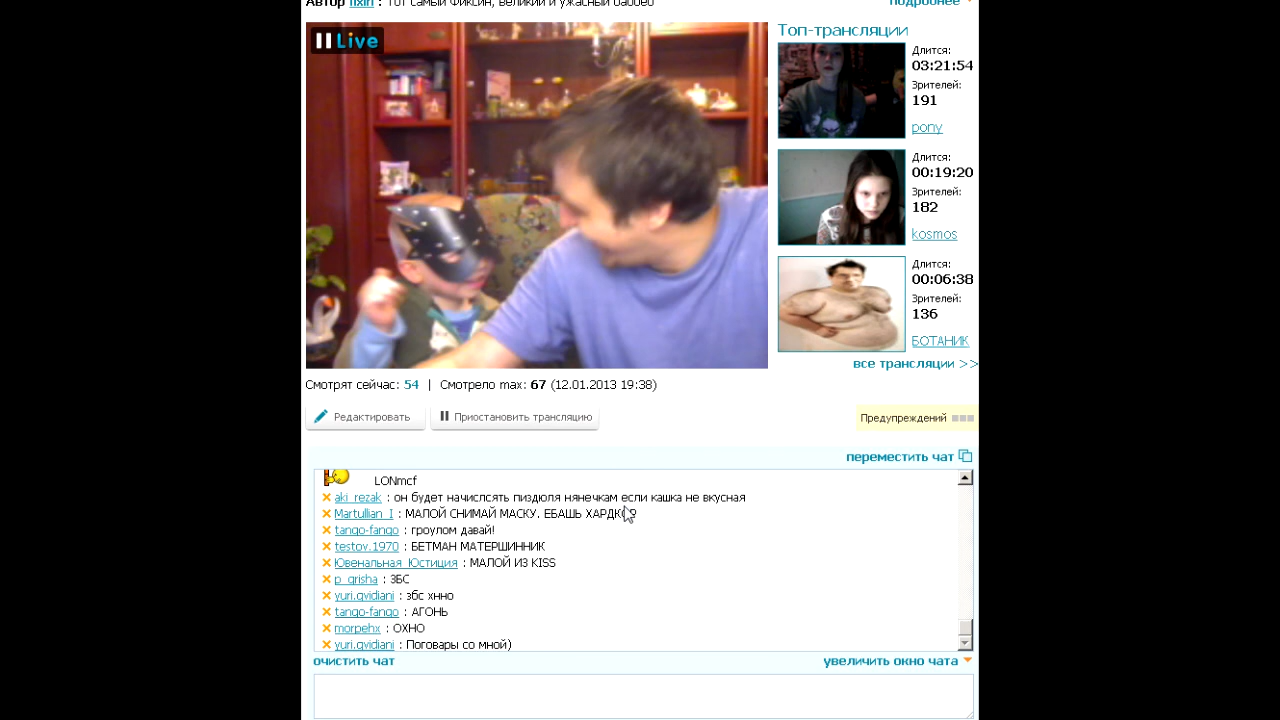 Автор fixin : Тот самый Фиксин, великий и ужасный
подробнее
Live
Топ-трансляции
Длится:
03:21:54
Зрителей:
191
pony
Длится:
00:19:20
Зрителей:
182
kosmos
Длится:
00:06:38
Зрителей:
136
БОТАНИК
все трансляции >>
Смотрят сейчас: 54 | Смотрело max: 67 (12.01.2013 19:38)
Редактировать
Приостановить трансляцию
Предупреждений
переместить чат
LONmcf
aki_rezak : он будет начислсять пиздюля нянечкам если кашка не вкусная
Martullian_I : МАЛОЙ СНИМАЙ МАСКУ. ЕБАШЬ
tango-fango : гроулом давай!
testov.1970 : БЕТМАН МАТЕРШИННИК
Ювенальная_Юстиция : МАЛОЙ ИЗ KISS
p_grisha : ЗБС
yuri.gvidiani : збс хнно
tango-fango : АГОНЬ
morpehx : ОХНО
yuri.gvidiani : Поговары со мной)
очистить чат
увеличить окно чата